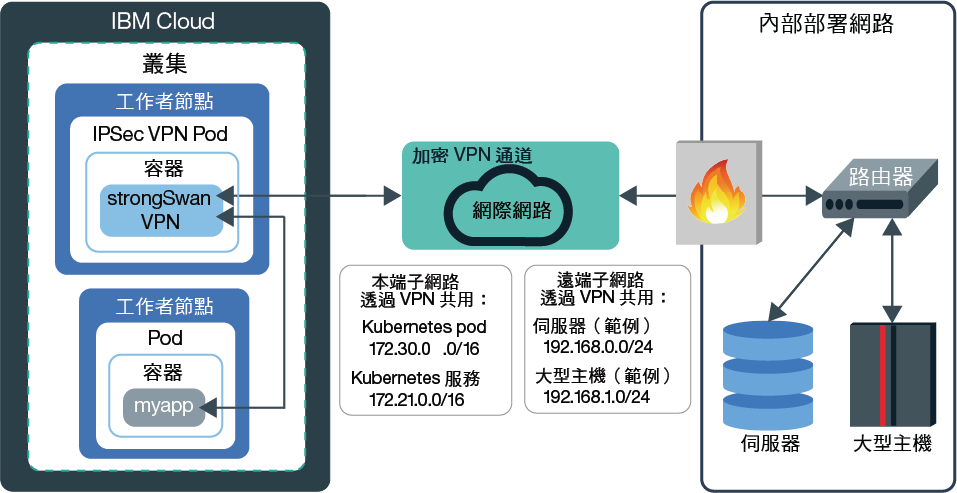 IBM Cloud
叢集
工作者節點
IPSec VPN Pod
容器
strongSwan
VPN
工作者節點
Pod
容器
myapp
加密 VPN 通道
網際網路
本端子網路
透過 VPN 共用：
Kubernetes pod
172.30.0 .0/16
Kubernetes 服務
172.21.0.0/16
遠端子網路
透過 VPN 共用：
伺服器（範例）
192.168.0.0/24
大型主機（範例）
192.168.1.0/24
內部部署網路
路由器
伺服器
大型主機